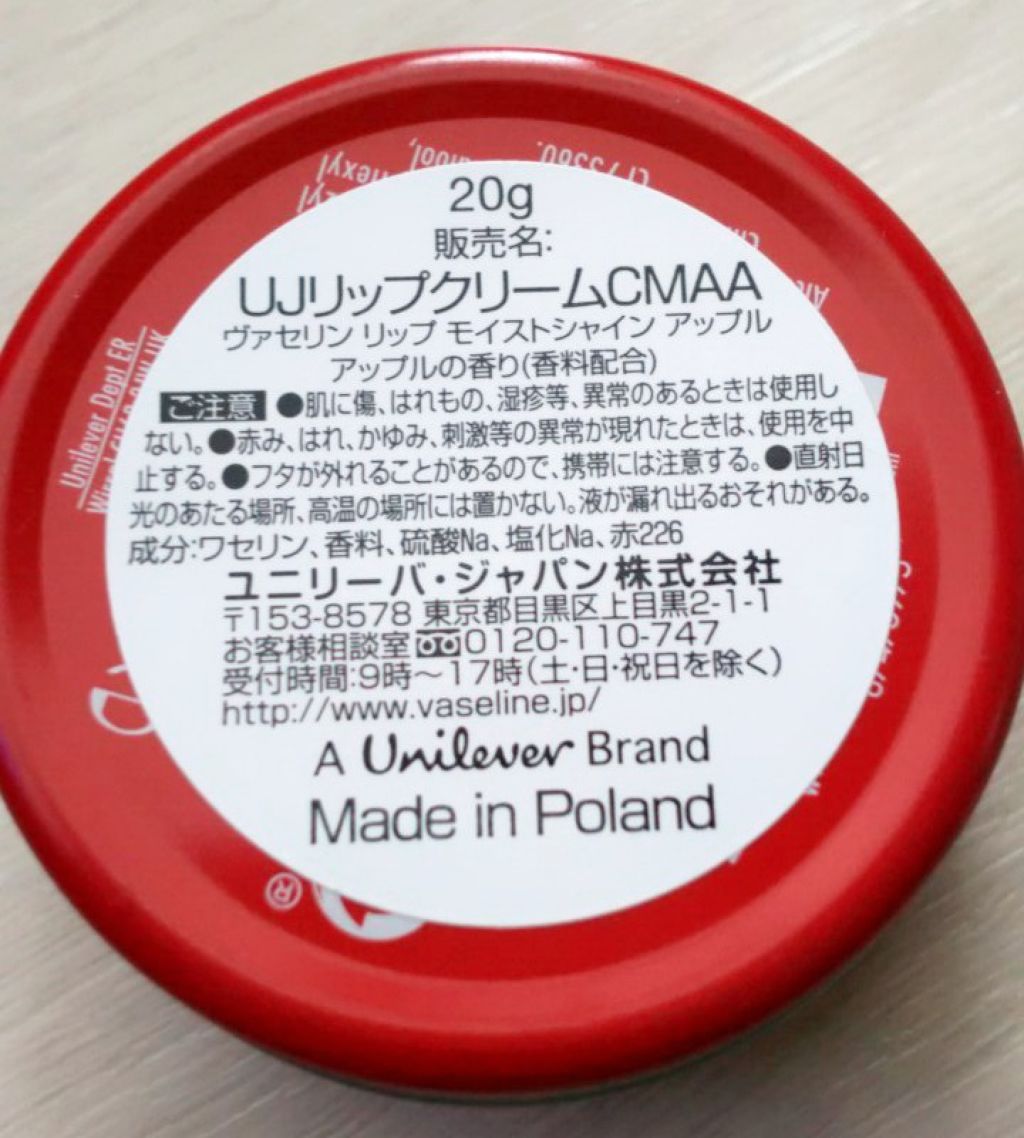 20g
販売名:
UJリップクリームCMAA
ヴァセリン リップ モイストシャイン アップル
アップルの香り(香料配合)
ご注意 ●肌に傷、はれもの、湿疹等、異常のあるときは使用し
ない。●赤み、はれ、かゆみ、刺激等の異常が現れたときは、使用を中
止する。●フタが外れることがあるので、携帯には注意する。●直射日
光のあたる場所、高温の場所には置かない。液が漏れ出るおそれがある。
成分:ワセリン、香料、硫酸Na、塩化Na、赤226
ユニリーバ・ジャパン株式会社
〒153-8578 東京都目黒区上目黒2-1-1
お客様相談室 0120-110-747
受付時間:9時～17時(土・日・祝日を除く)
http://www.vaseline.jp/
A Unilever Brand
Made in Poland
Unilever Dept ER
®